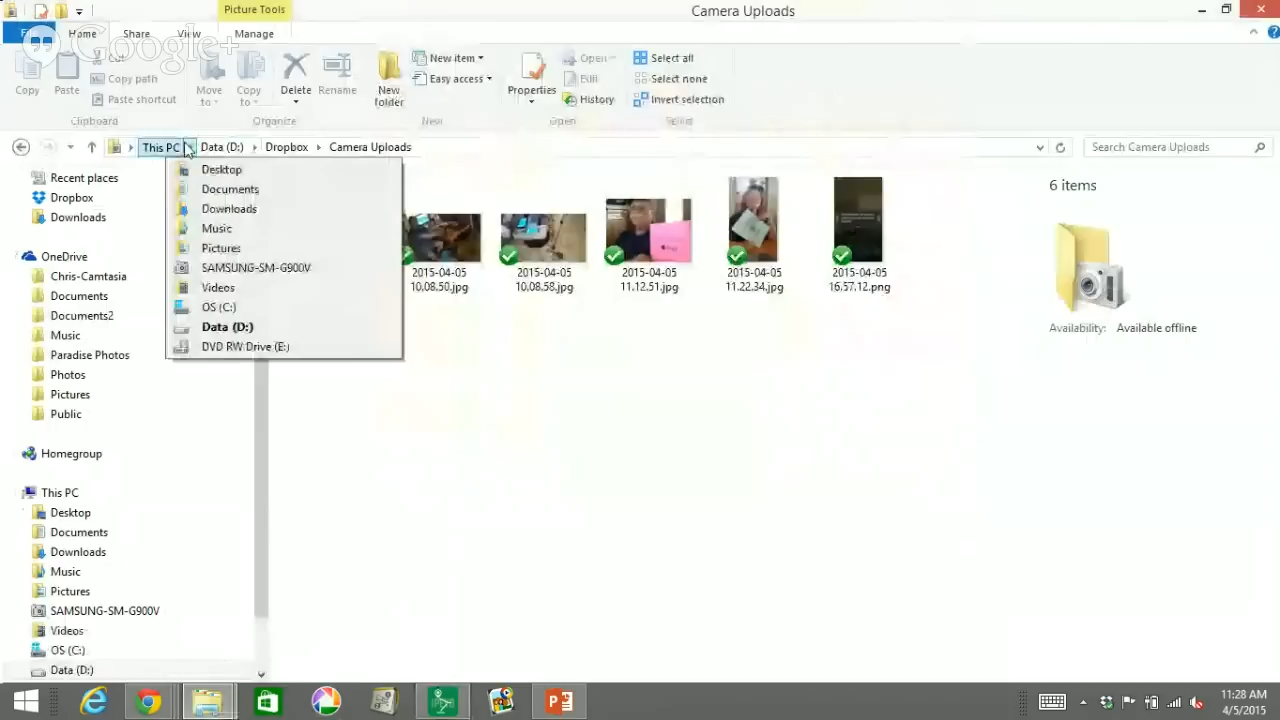 Picture Tools
Camera Uploads
Google+
Home
Share
View
Manage
Copy
Paste
Cut
Copy path
Paste shortcut
Clipboard
Move to
Copy to
Delete
Rename
Organize
New folder
New item
Easy access
New
Properties
Open
Edit
History
Open
Select all
Select none
Invert selection
Select
This PC
Data (D:)
Dropbox
Camera Uploads
Search Camera Uploads
Recent places
Dropbox
Downloads
OneDrive
Chris-Camtasia
Documents
Documents2
Music
Paradise Photos
Photos
Pictures
Public
Homegroup
This PC
Desktop
Documents
Downloads
Music
Pictures
SAMSUNG-SM-G900V
Videos
OS (C:)
Data (D:)
Desktop
Documents
Downloads
Music
Pictures
SAMSUNG-SM-G900V
Videos
OS (C:)
Data (D:)
DVD RW Drive (E:)
2015-04-05
10.08.50.jpg
2015-04-05
10.08.58.jpg
2015-04-05
11.12.51.jpg
2015-04-05
11.22.34.jpg
2015-04-05
16.57.12.png
6 items
Availability: Available offline
11:28 AM
4/5/2015